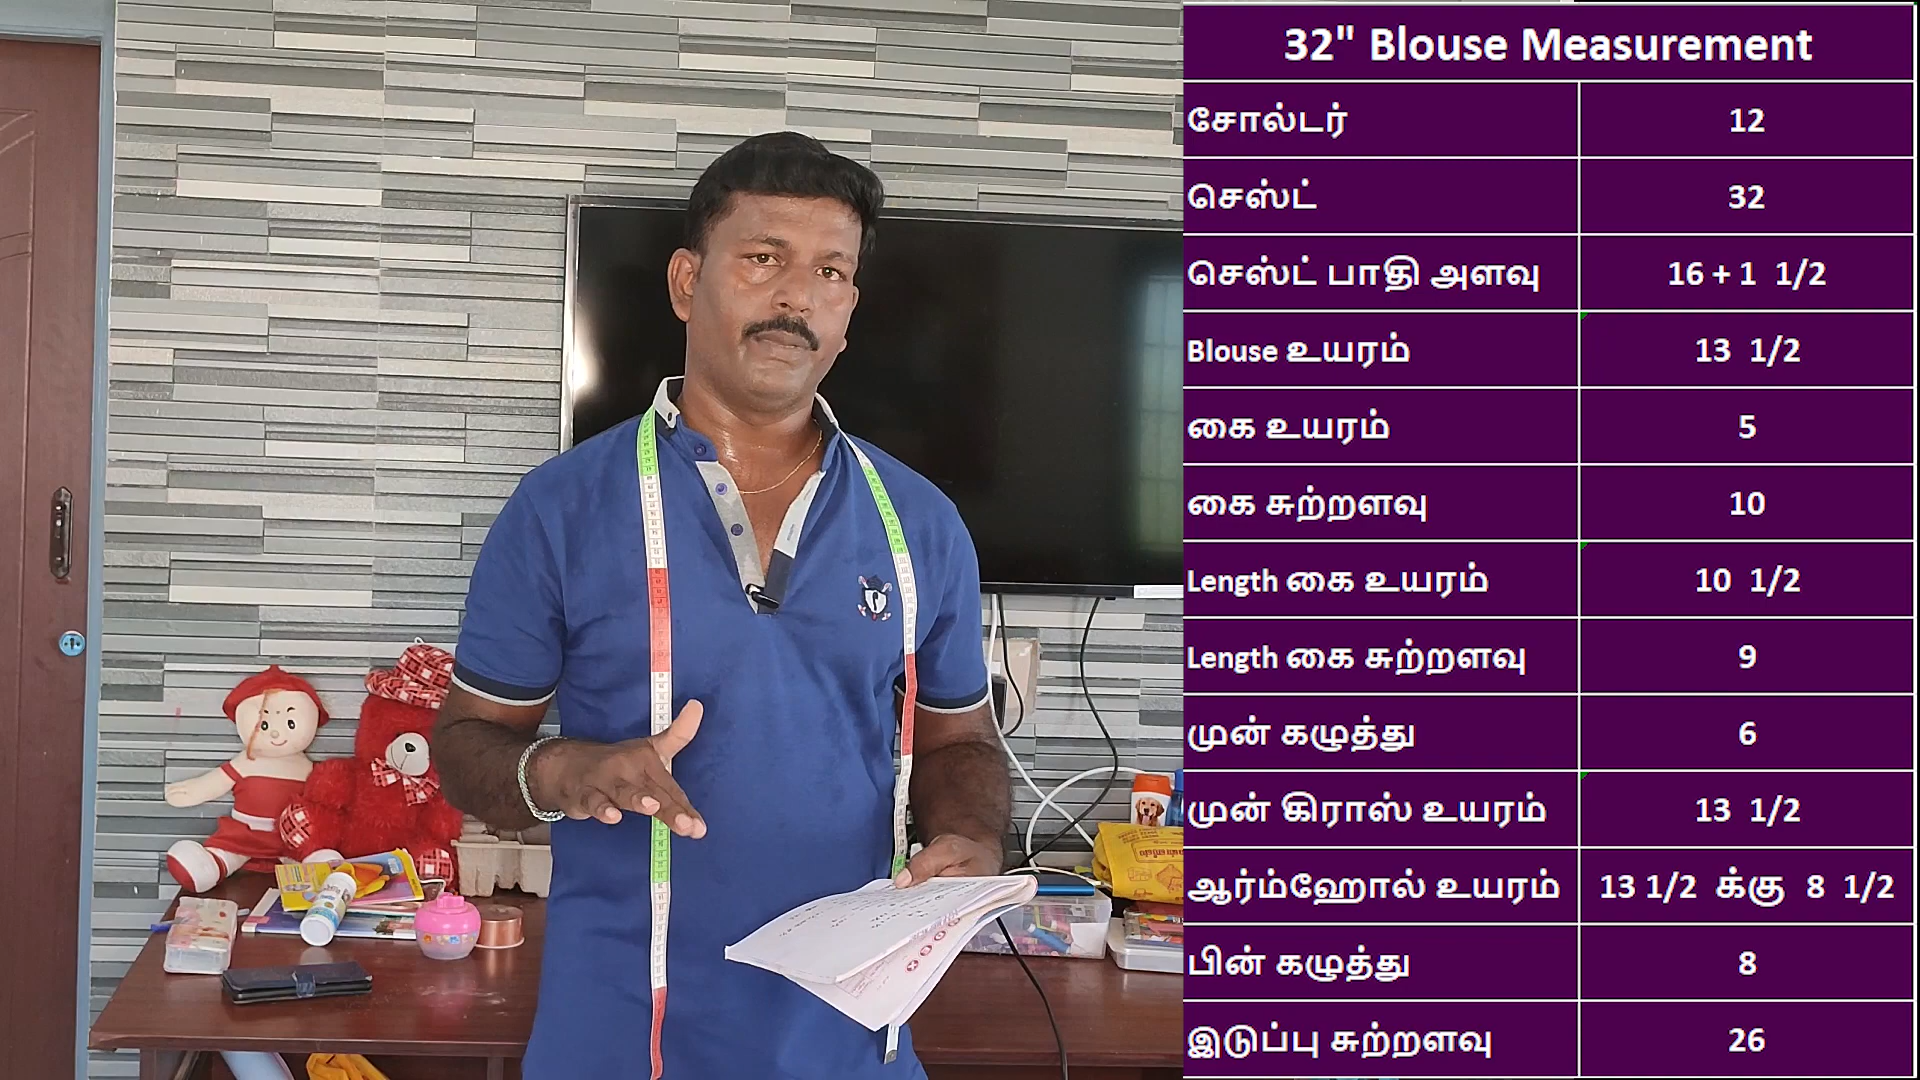 32" Blouse Measurement
சோல்டர் 12
செஸ்ட் 32
செஸ்ட் பாதி அளவு 16 + 1 1/2
Blouse உயரம் 13 1/2
கை உயரம் 5
கை சுற்றளவு 10
Length கை உயரம் 10 1/2
Length கை சுற்றளவு 9
முன் கழுத்து 6
முன் கிராஸ் உயரம் 13 1/2
ஆர்ம்ஹோல் உயரம் 13 1/2 க்கு 8 1/2
பின் கழுத்து 8
இடுப்பு சுற்றளவு 26